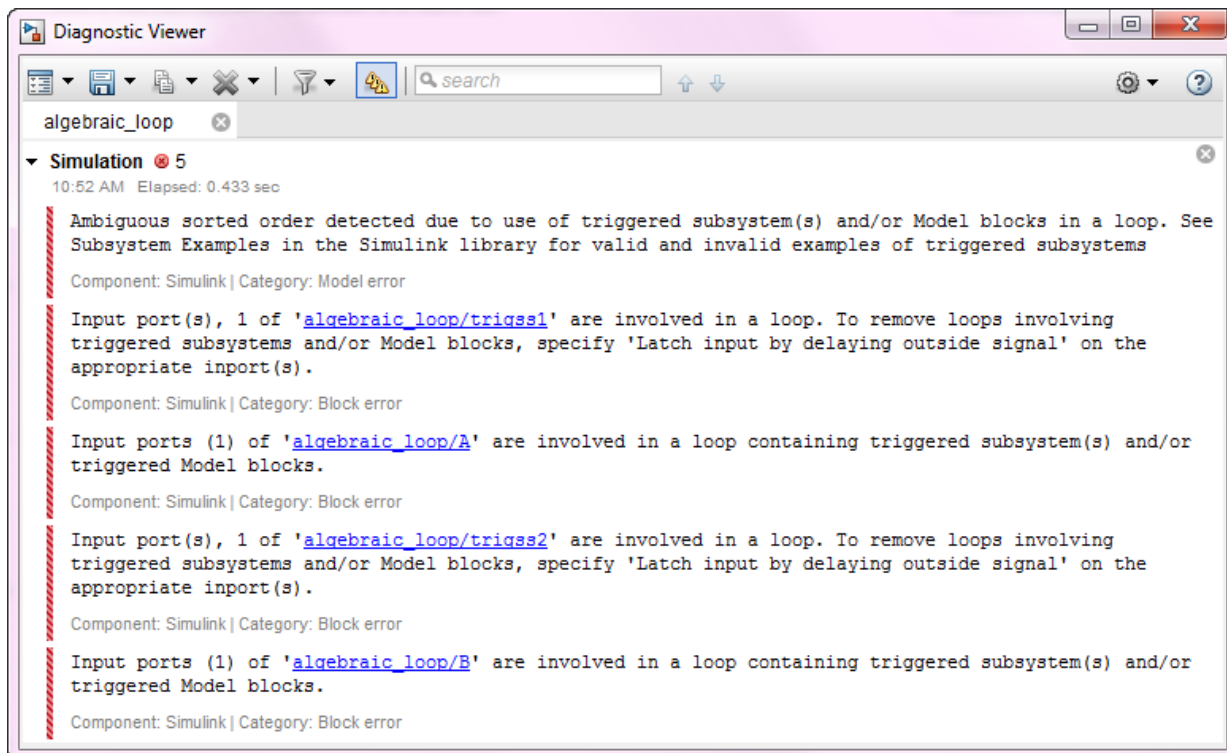 Diagnostic Viewer
search
algebraic_loop
Simulation 5
10:52 AM Elapsed: 0.433 sec
Ambiguous sorted order detected due to use of triggered subsystem(s) and/or Model blocks in a loop. See
Subsystem Examples in the Simulink library for valid and invalid examples of triggered subsystems
Component: Simulink | Category: Model error
Input port(s), 1 of 'algebraic_loop/trigss1' are involved in a loop. To remove loops involving
triggered subsystems and/or Model blocks, specify 'Latch input by delaying outside signal' on the
appropriate inport(s).
Component: Simulink | Category: Block error
Input ports (1) of 'algebraic_loop/A' are involved in a loop containing triggered subsystem(s) and/or
triggered Model blocks.
Component: Simulink | Category: Block error
Input port(s), 1 of 'algebraic_loop/trigss2' are involved in a loop. To remove loops involving
triggered subsystems and/or Model blocks, specify 'Latch input by delaying outside signal' on the
appropriate inport(s).
Component: Simulink | Category: Block error
Input ports (1) of 'algebraic_loop/B' are involved in a loop containing triggered subsystem(s) and/or
triggered Model blocks.
Component: Simulink | Category: Block error